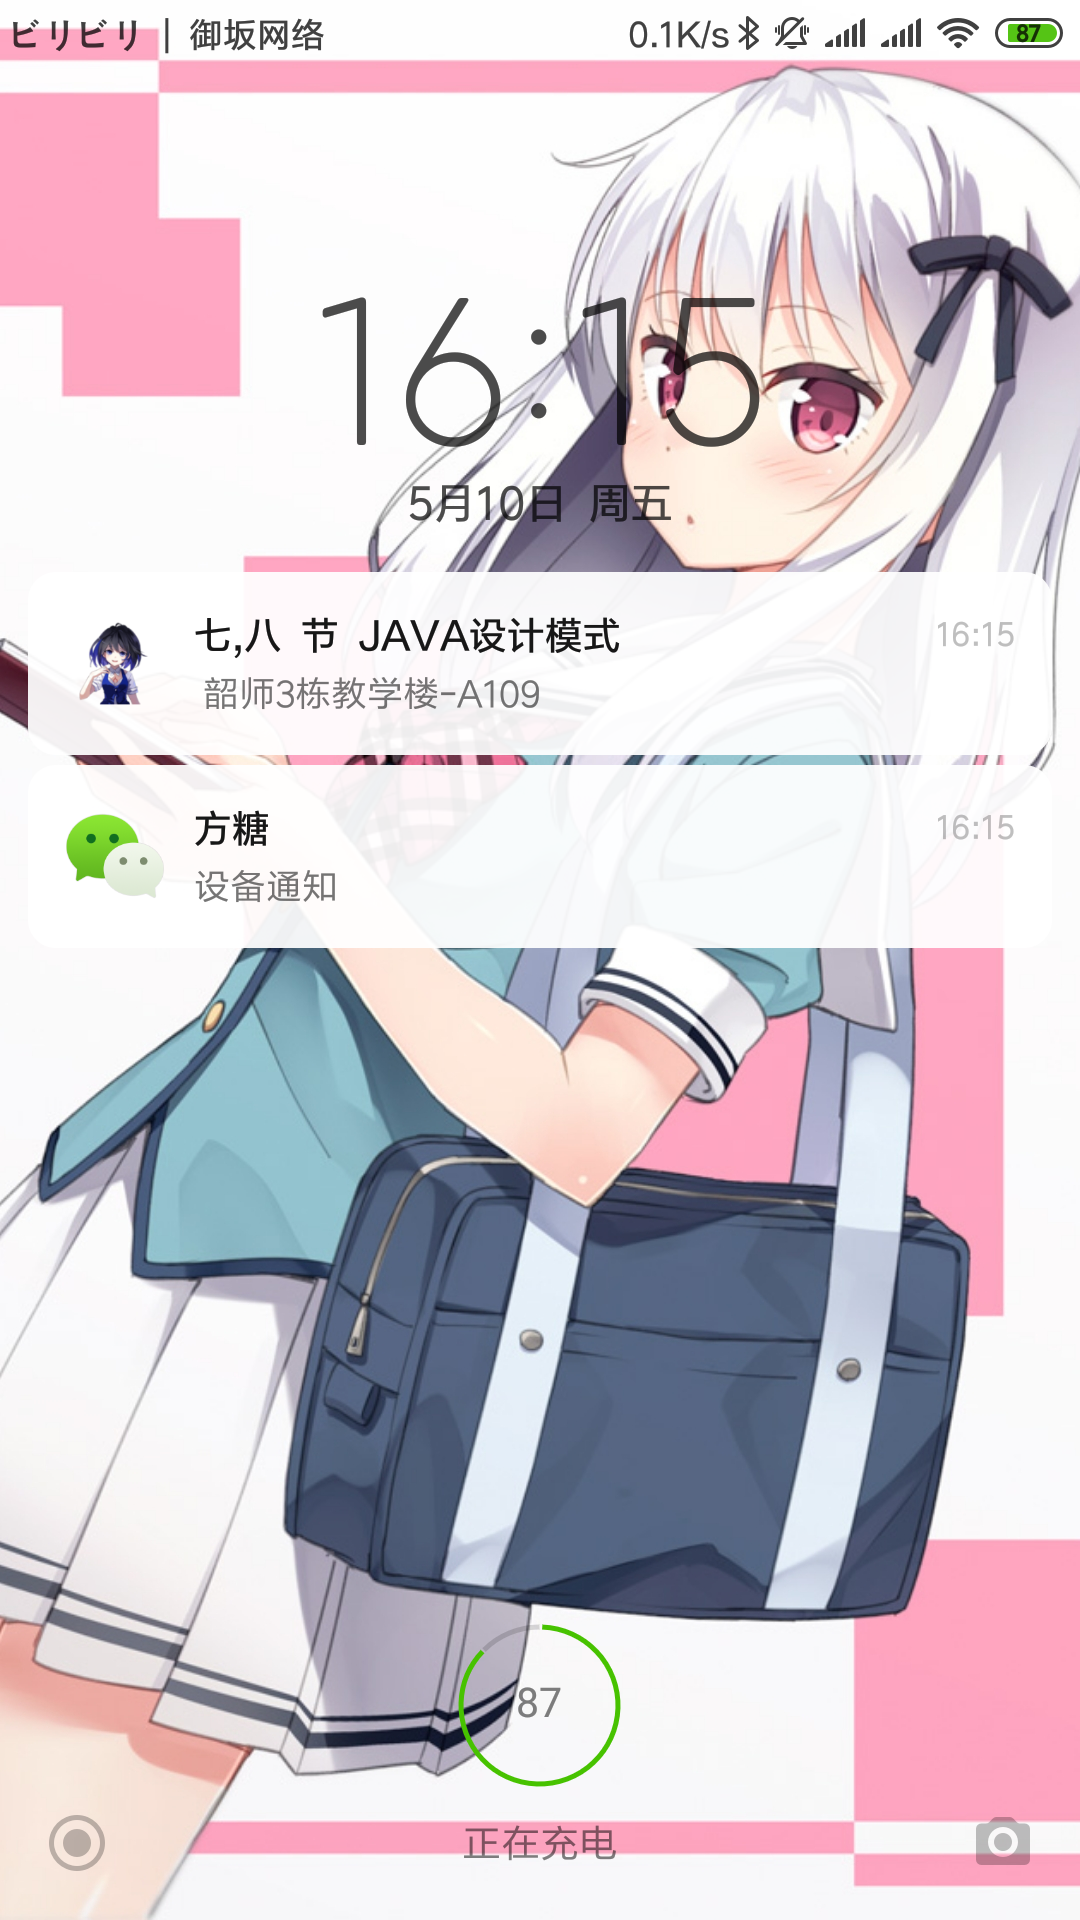 ビリビリ | 御坂网络 0.1K/s 87
16:15
5月10日 周五
七,八 节 JAVA设计模式 16:15
韶师3栋教学楼-A109
方糖 16:15
设备通知
87
正在充电